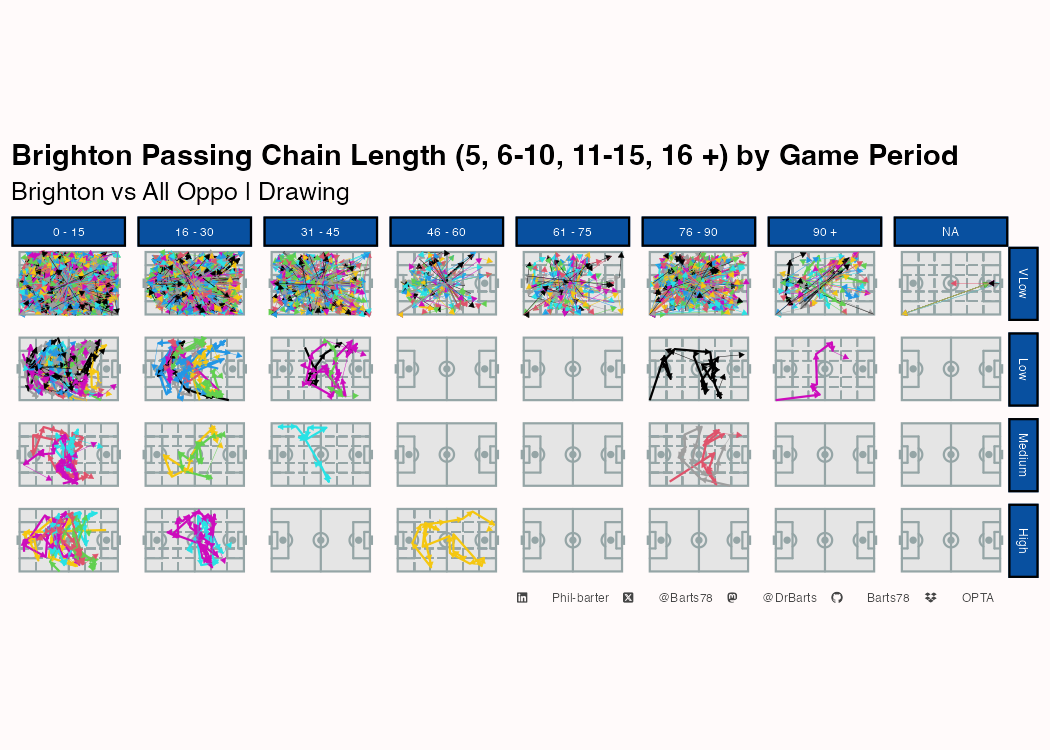 Brighton Passing Chain Length (5, 6-10, 11-15, 16 +) by Game Period
Brighton vs All Oppo | Drawing
0 - 15 16 - 30 31 - 45 46 - 60 61 - 75 76 - 90 90 + NA
VLow
Low
Medium
High
Phil-barter @Barts78 @DrBarts Barts78 OPTA